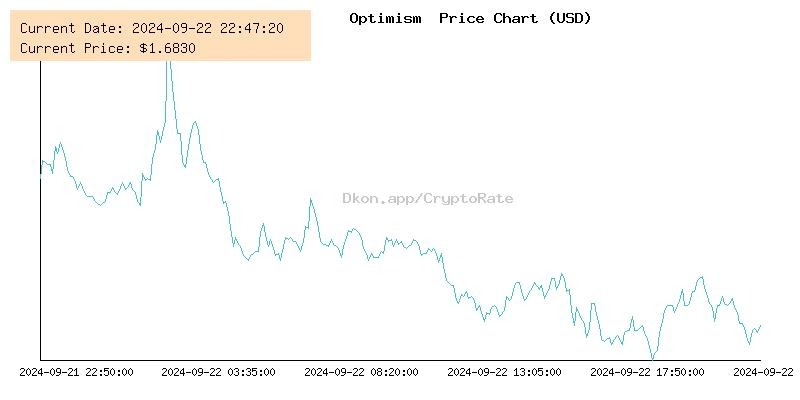 Optimism Price Chart (USD)
Current Date: 2024-09-22 22:47:20
Current Price: $1.6830
Dkon.app/CryptoRate
2024-09-21 22:50:00 2024-09-22 03:35:00 2024-09-22 08:20:00 2024-09-22 13:05:00 2024-09-22 17:50:00 2024-09-22